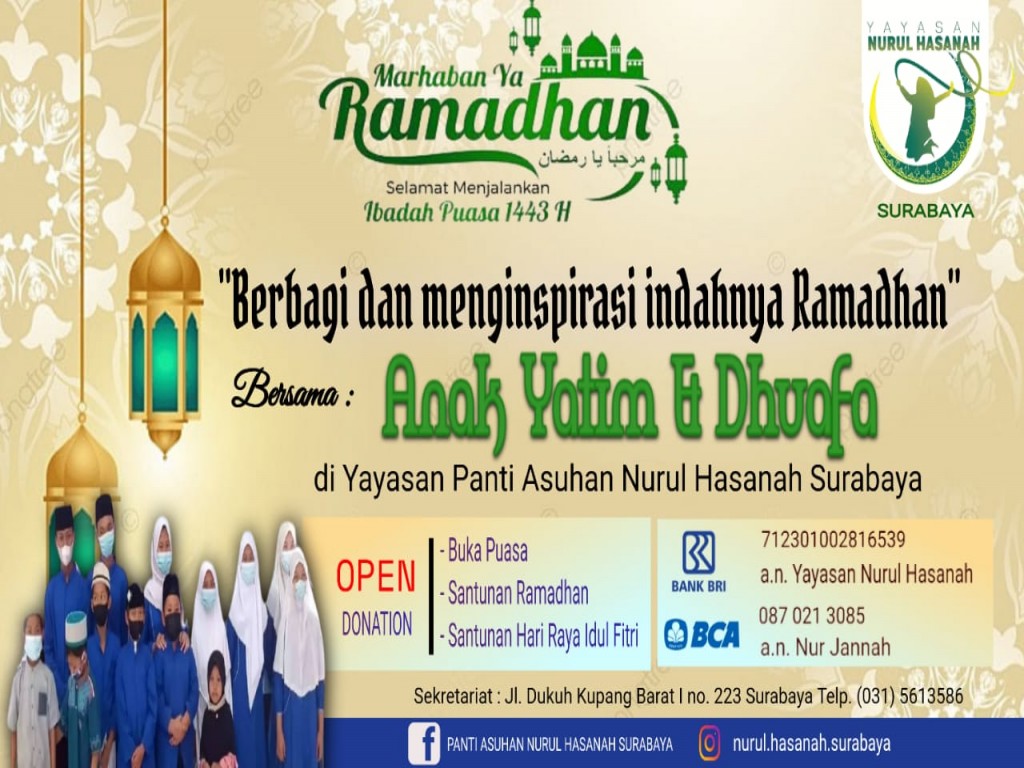 Marhaban Ya
Ramadhan
مرحبا يا رمضان
Selamat Menjalankan
Ibadah Puasa 1443 H
YAYASAN
NURUL HASANAH
SURABAYA
"Berbagi dan menginspirasi indahnya Ramadhan"
Bersama :
Anak Yatim & Dhuafa
di Yayasan Panti Asuhan Nurul Hasanah Surabaya
OPEN
DONATION
- Buka Puasa
- Santunan Ramadhan
- Santunan Hari Raya Idul Fitri
BANK BRI
712301002816539
a.n. Yayasan Nurul Hasanah
BCA
087 021 3085
a.n. Nur Jannah
Sekretariat : Jl. Dukuh Kupang Barat I no. 223 Surabaya Telp. (031) 5613586
PANTI ASUHAN NURUL HASANAH SURABAYA
nurul.hasanah.surabaya